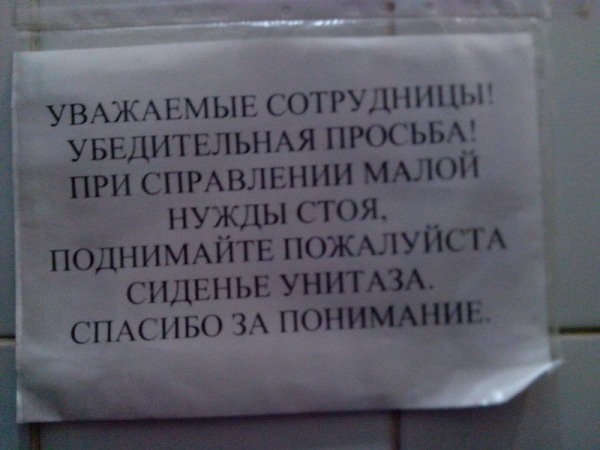 УВАЖАЕМЫЕ СОТРУДНИЦЫ!
УБЕДИТЕЛЬНАЯ ПРОСЬБА!
ПРИ СПРАВЛЕНИИ МАЛОЙ
НУЖДЫ СТОЯ,
ПОДНИМАЙТЕ ПОЖАЛУЙСТА
СИДЕНЬЕ УНИТАЗА.
СПАСИБО ЗА ПОНИМАНИЕ.